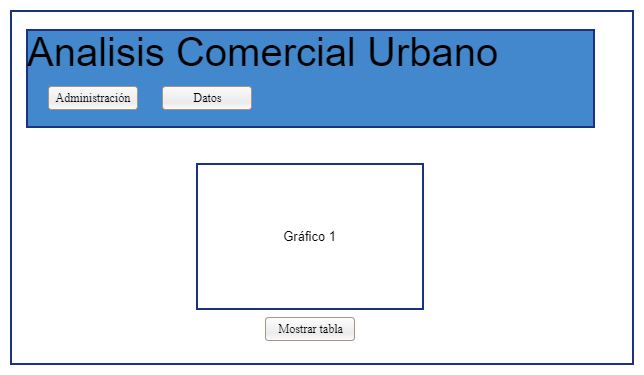 Analisis Comercial Urbano
Administración
Datos
Gráfico 1
Mostrar tabla